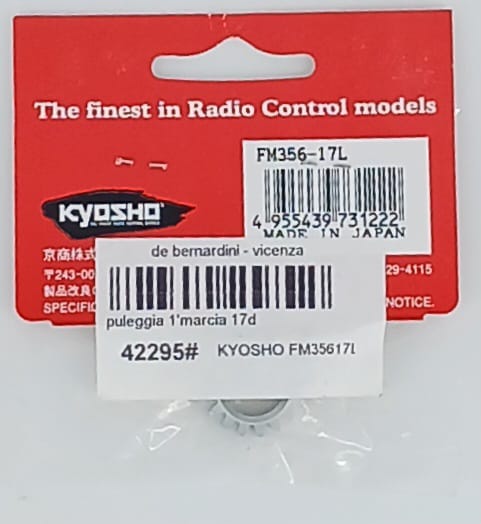 The finest in Radio Control models
FM356-17L
4 955439 731222
MADE IN JAPAN
KYOSHO
京商株式
〒243-00
29-4115
製品改良の
SPECIFIC
NOTICE.
de bernardini - vicenza
puleggia 1'marcia 17d
42295# KYOSHO FM35617L